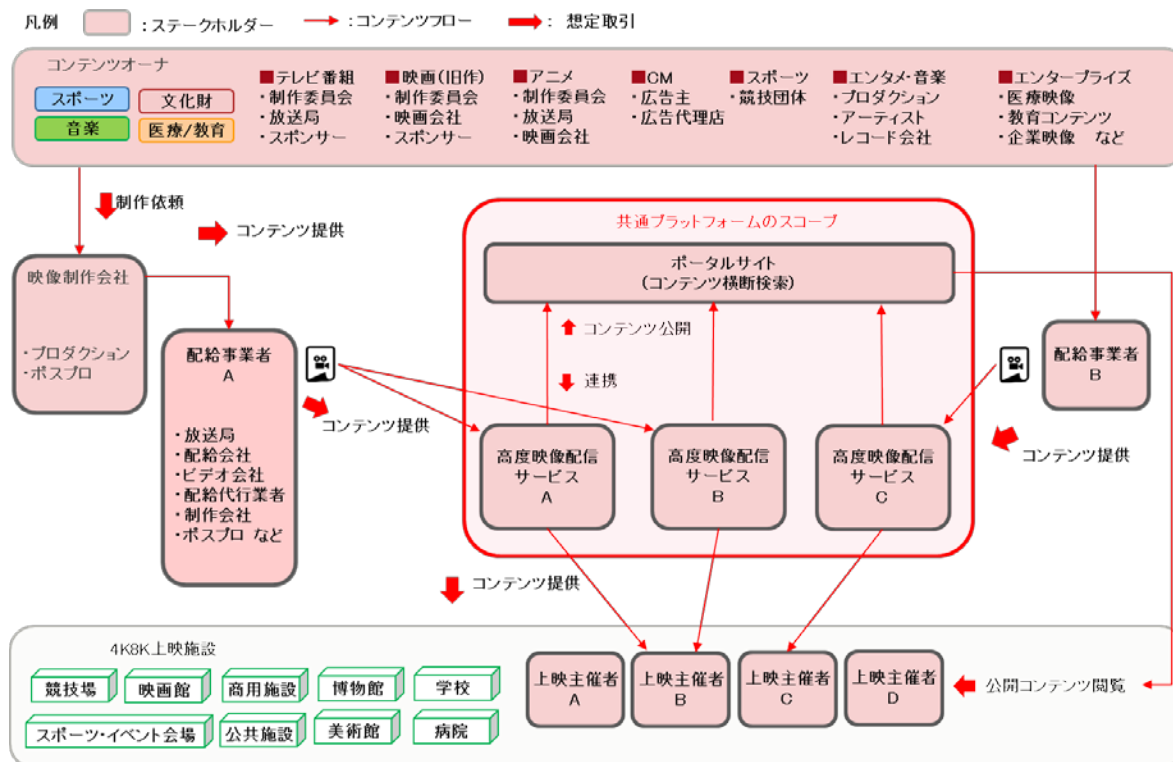 凡例
:ステークホルダー
:コンテンツフロー
: 想定取引
コンテンツオーナ
スポーツ
文化財
音楽
医療/教育
■テレビ番組
・制作委員会
・放送局
・スポンサー
■映画(旧作)
・制作委員会
・映画会社
・スポンサー
■アニメ
・制作委員会
・放送局
・映画会社
■CM
・広告主
・広告代理店
■スポーツ
・競技団体
■エンタメ・音楽
・プロダクション
・アーティスト
・レコード会社
■エンタープライズ
・医療映像
・教育コンテンツ
・企業映像 など
制作依頼
コンテンツ提供
映像制作会社
・プロダクション
・ポスプロ
配給事業者
A
・放送局
・配給会社
・ビデオ会社
・配給代行業者
・制作会社
・ポスプロ など
コンテンツ提供
共通プラットフォームのスコープ
ポータルサイト
(コンテンツ横断検索)
コンテンツ公開
連携
高度映像配信
サービス
A
高度映像配信
サービス
B
高度映像配信
サービス
C
配給事業者
B
コンテンツ提供
コンテンツ提供
4K8K上映施設
競技場
映画館
商用施設
博物館
学校
スポーツ・イベント会場
公共施設
美術館
病院
上映主催者
A
上映主催者
B
上映主催者
C
上映主催者
D
公開コンテンツ閲覧